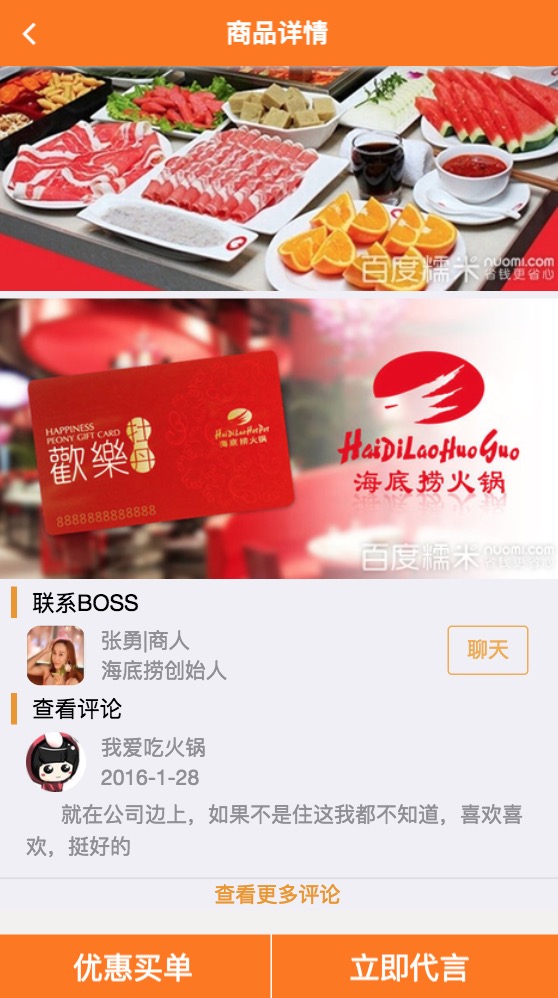 商品详情
百度糯米 nuomi.com
省钱更省心
HAPPINESS
PEONY GIFT CARD
歡樂牡丹
HaiDiLaoHotPot
海底捞火锅
8888888888888
HaiDiLaoHuoGuo
海底捞火锅
百度糯米 nuomi.com
省钱更省心
联系BOSS
张勇|商人
海底捞创始人
聊天
查看评论
我爱吃火锅
2016-1-28
就在公司边上，如果不是住这我都不知道，喜欢喜
欢，挺好的
查看更多评论
优惠买单
立即代言